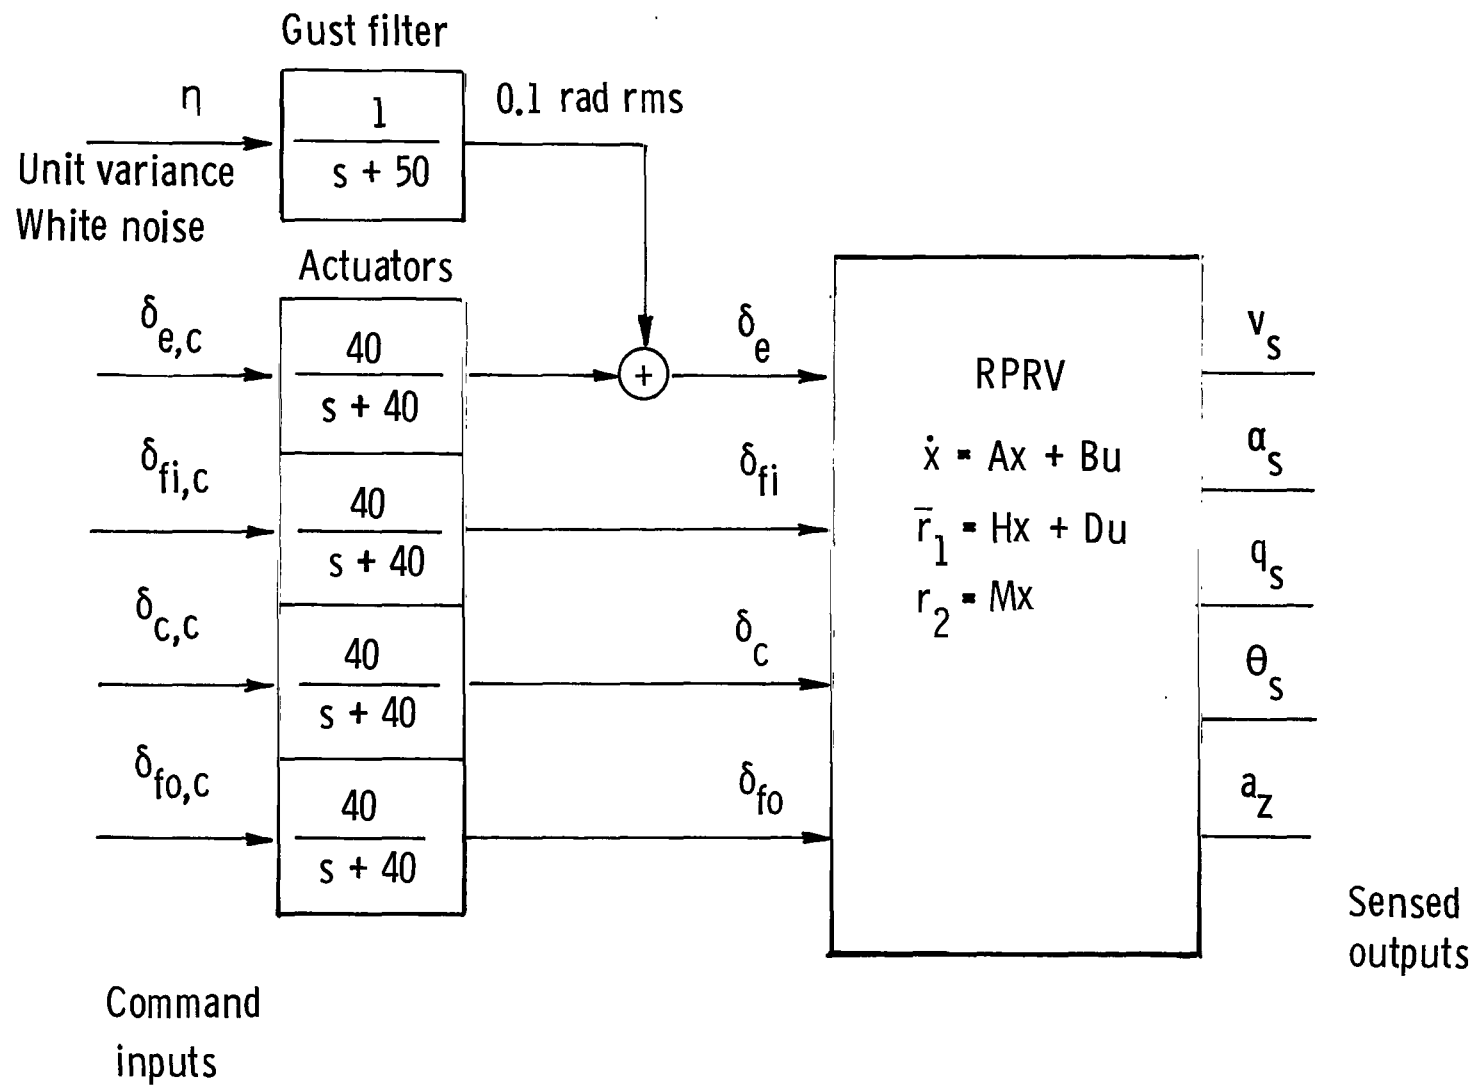 Gust filter
η
1
s + 50
0.1 rad rms
Unit variance
White noise
Actuators
δe,c
40
s + 40
+
δe
δfi,c
40
s + 40
δfi
δc,c
40
s + 40
δc
δfo,c
40
s + 40
δfo
RPRV
ẋ = Ax + Bu
r̅1 = Hx + Du
r2 = Mx
vs
αs
qs
θs
az
Sensed
outputs
Command
inputs